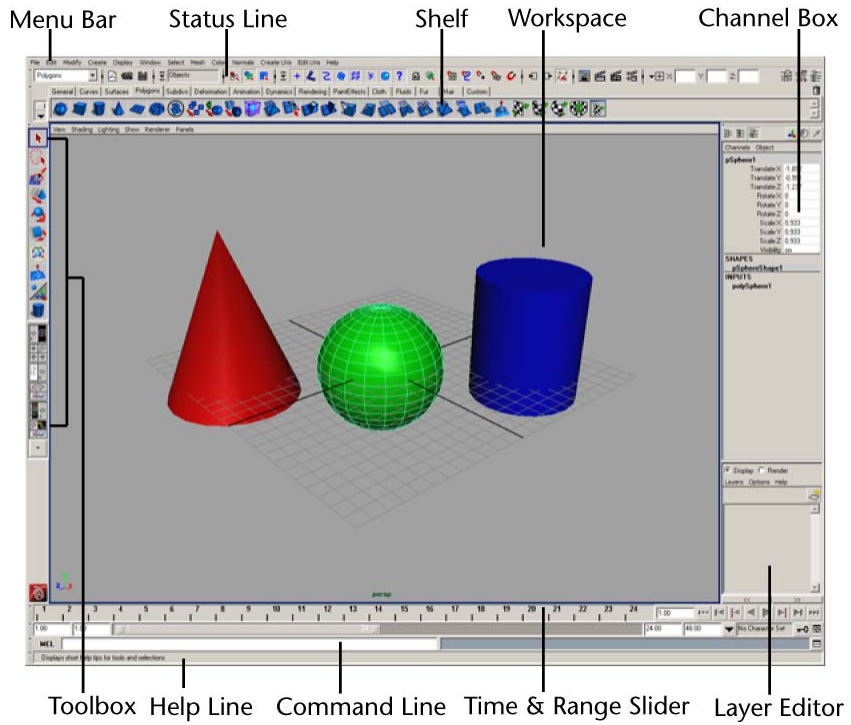 Menu Bar
Status Line
Shelf
Workspace
Channel Box
File Edit Modify Create Display Window Select Mesh Color Normals Create UVs Edit UVs Help
Polygons
Objects
X:
Y:
Z:
General Curves Surfaces Polygons Subdivs Deformation Animation Dynamics Rendering PaintEffects Cloth Fluids Fur Hair Custom
View Shading Lighting Show Renderer Panels
Channels Object
pSphere1
Translate X
Translate Y
Translate Z
Rotate X 0
Rotate Y 0
Rotate Z 0
Scale X 0.933
Scale Y 0.933
Scale Z 0.933
Visibility on
SHAPES
pSphereShape1
INPUTS
polySphere1
Display Render
Layers Options Help
persp
1 2 3 4 5 6 7 8 9 10 11 12 13 14 15 16 17 18 19 20 21 22 23 24
1.00
1.00
1.00
24.00
48.00
No Character Set
MEL
Displays short help tips for tools and selections
Toolbox
Help Line
Command Line
Time & Range Slider
Layer Editor